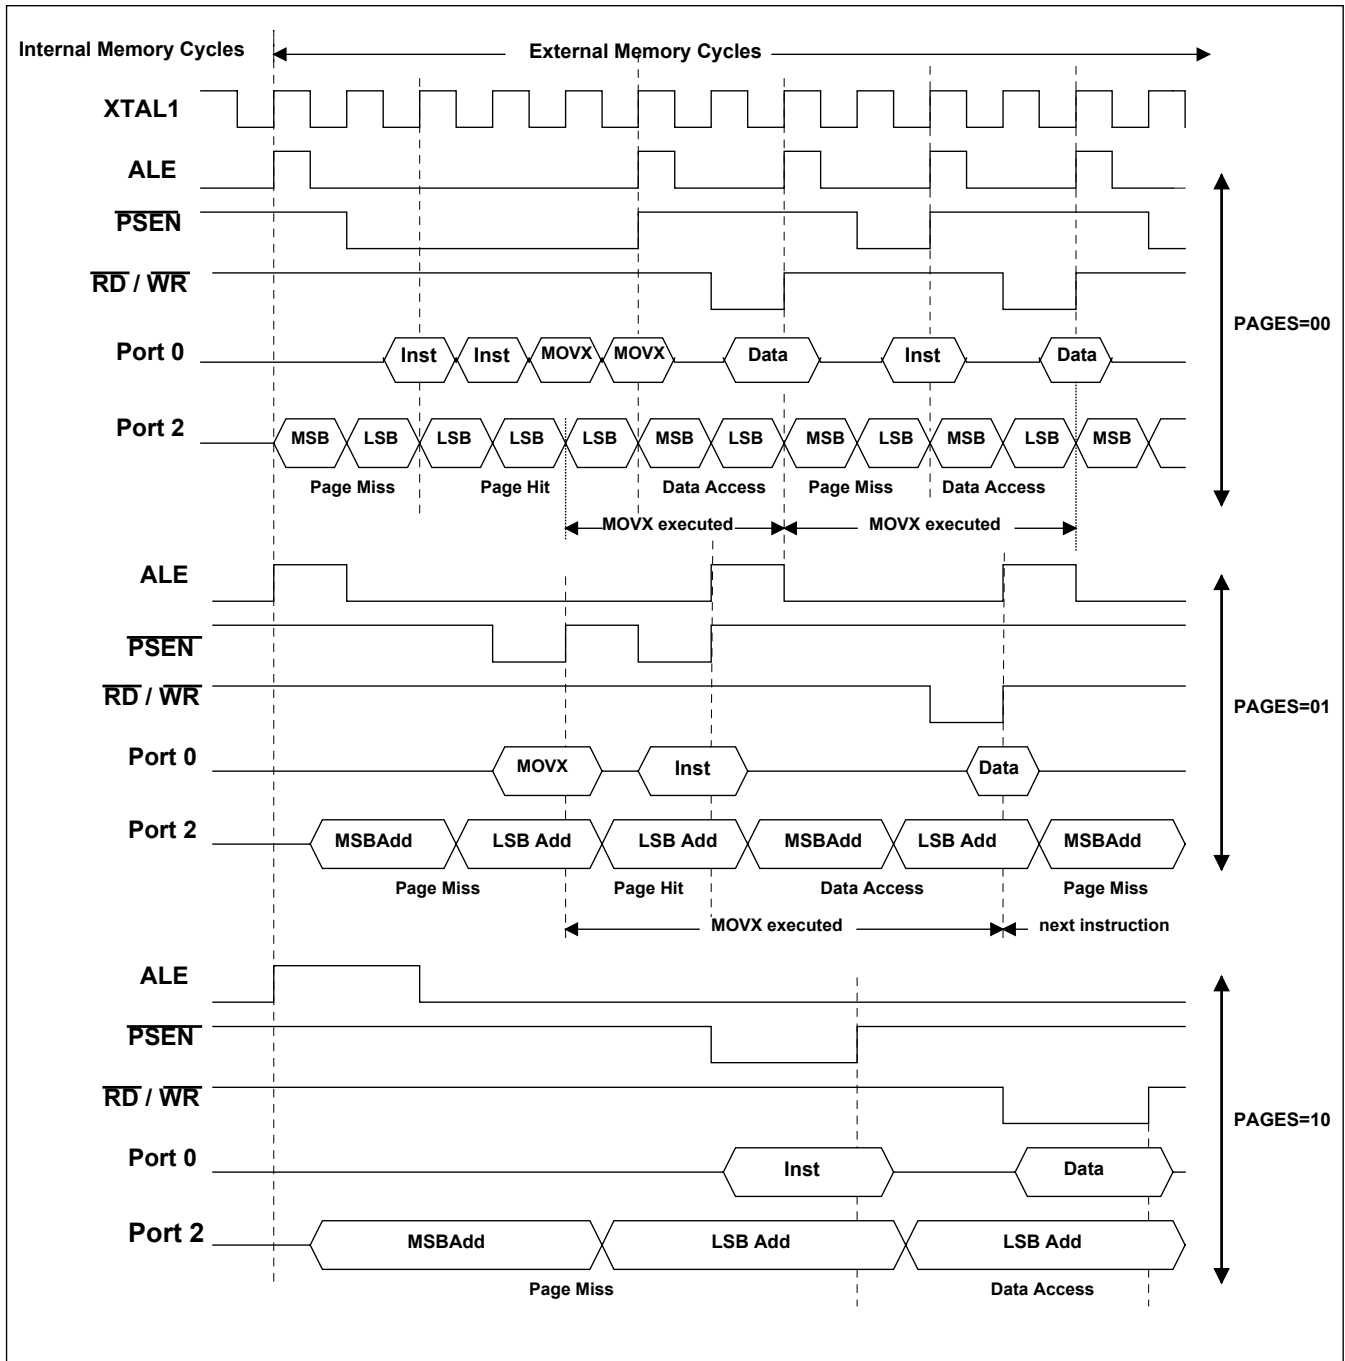 Internal Memory Cycles External Memory Cycles
XTAL1
ALE
PSEN
RD / WR
PAGES=00
Port 0 Inst Inst MOVX MOVX Data Inst Data
Port 2 MSB LSB LSB LSB LSB MSB LSB MSB LSB MSB LSB MSB
Page Miss Page Hit Data Access Page Miss Data Access
MOVX executed MOVX executed
ALE
PSEN
RD / WR
PAGES=01
Port 0 MOVX Inst Data
Port 2 MSBAdd LSB Add LSB Add MSBAdd LSB Add MSBAdd
Page Miss Page Hit Data Access Page Miss
MOVX executed next instruction
ALE
PSEN
RD / WR
PAGES=10
Port 0 Inst Data
Port 2 MSBAdd LSB Add LSB Add
Page Miss Data Access